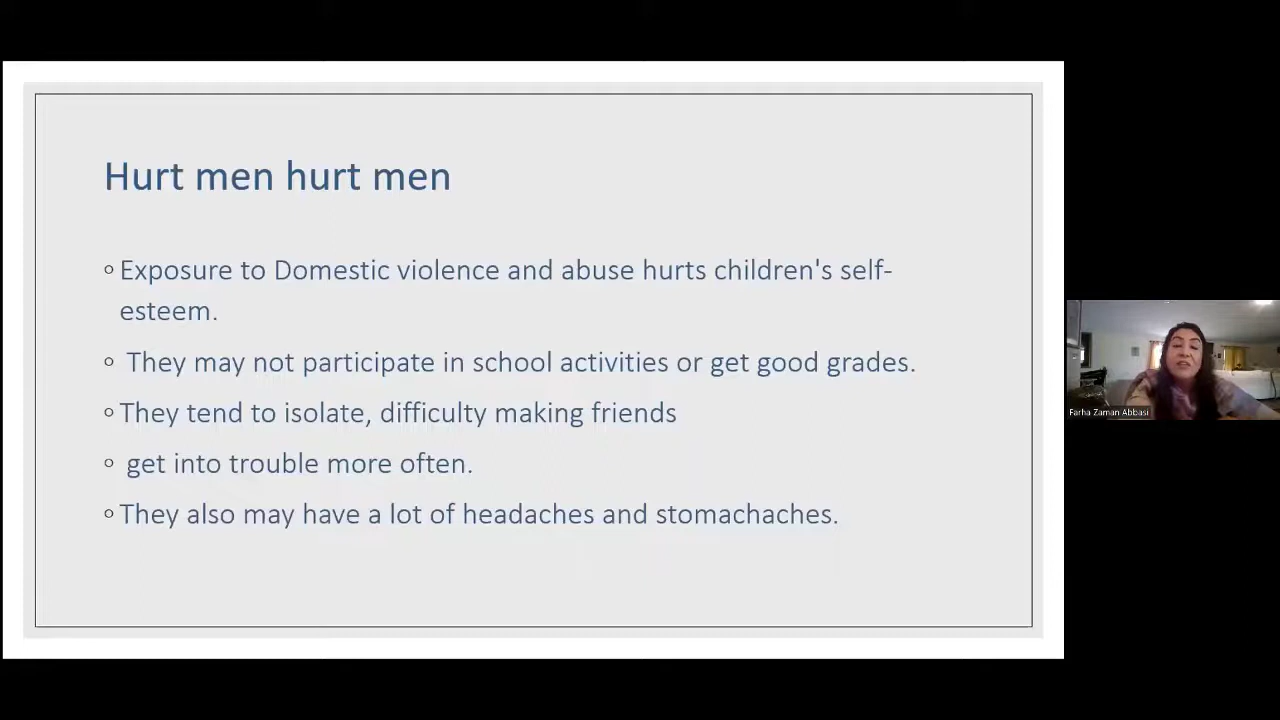 Hurt men hurt men
◦Exposure to Domestic violence and abuse hurts children's self-
esteem.
◦ They may not participate in school activities or get good grades.
◦They tend to isolate, difficulty making friends
◦ get into trouble more often.
◦They also may have a lot of headaches and stomachaches.
Farha Zaman Abbasi